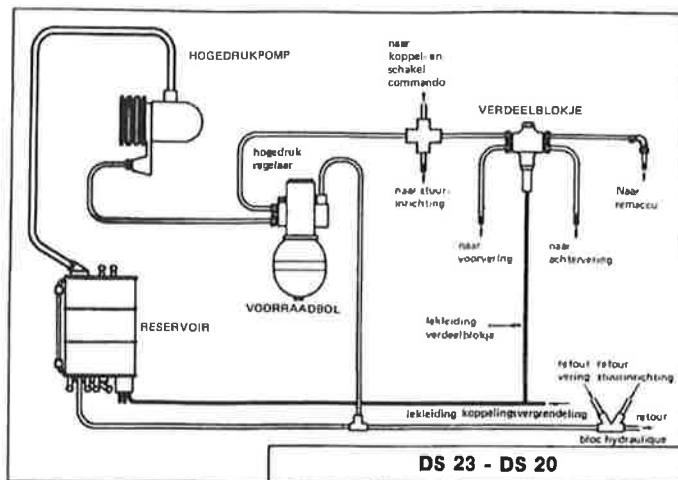 HOGEDRUKPOMP
naar
koppel- en
schakel
commando
VERDEELBLOKJE
hogedruk
regelaar
naar stuur-
inrichting
naar
voorvering
naar
achtervering
Naar
remaccu
VOORRAADBOL
RESERVOIR
lekleiding
verdeelblokje
retour retour
vering stuurinrichting
lekleiding koppelingsvergrendeling
retour
bloc hydraulique
DS 23 - DS 20